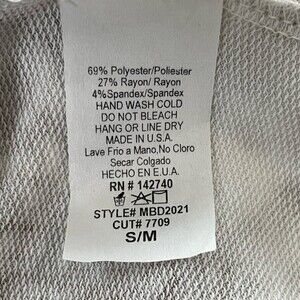 69% Polyester/Poliester
27% Rayon/ Rayon
4%Spandex/Spandex
HAND WASH COLD
DO NOT BLEACH
HANG OR LINE DRY
MADE IN U.S.A.
Lave Frio a Mano,No Cloro
Secar Colgado
HECHO EN E.U.A.
RN # 142740
STYLE# MBD2021
CUT# 7709
S/M